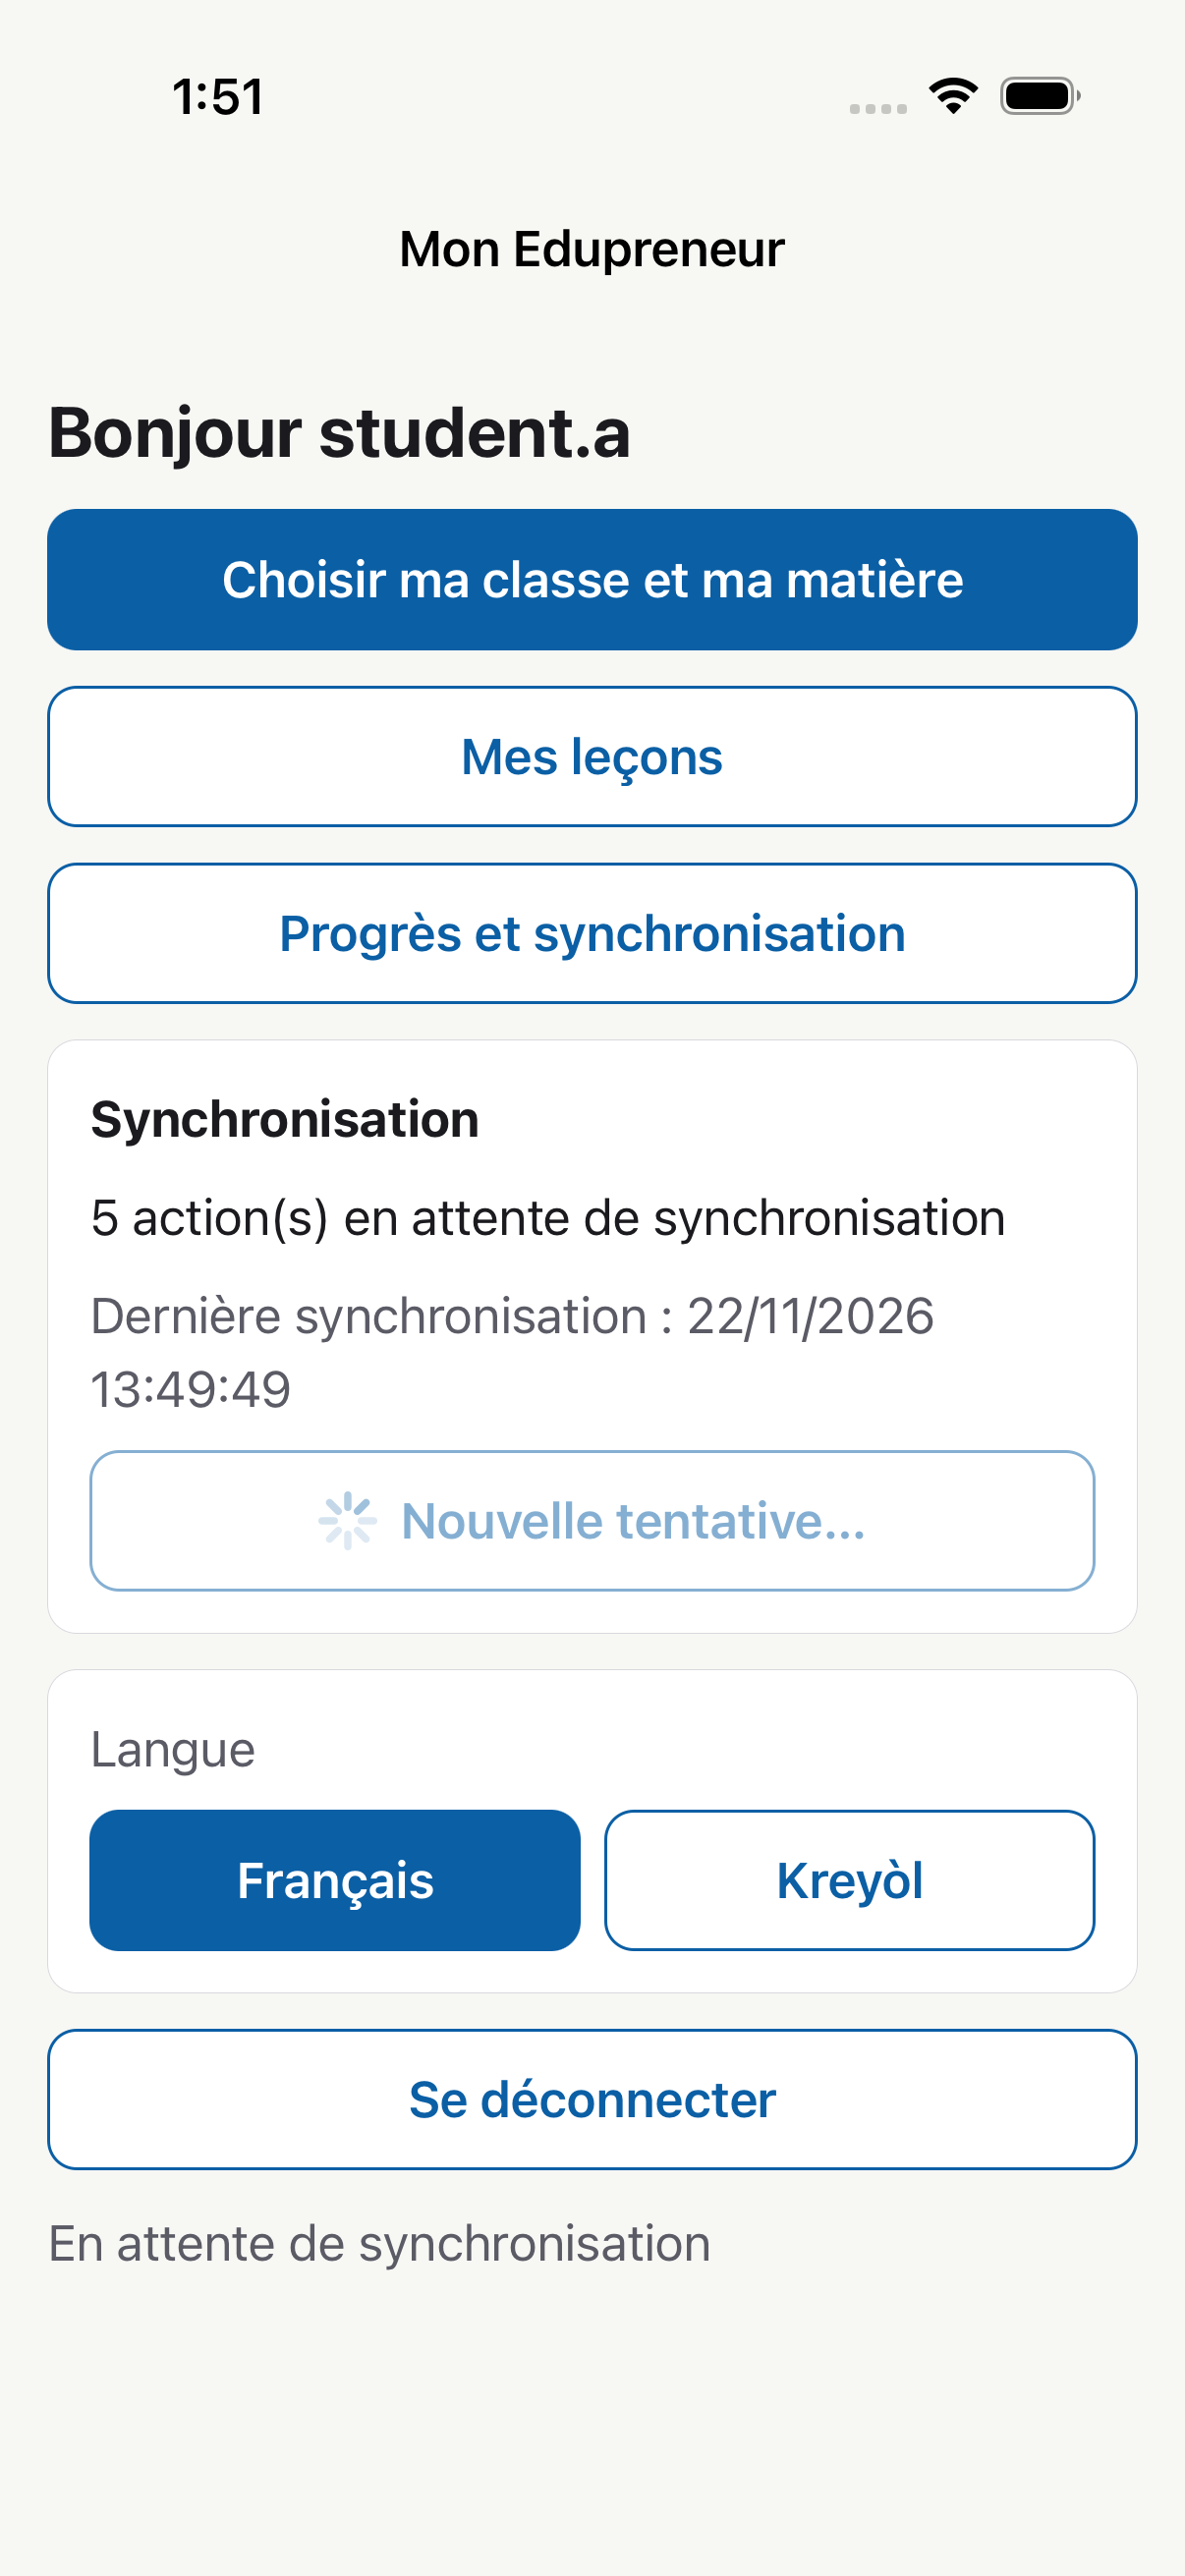 1:51
Mon Edupreneur
Bonjour student.a
Choisir ma classe et ma matière
Mes leçons
Progrès et synchronisation
Synchronisation
5 action(s) en attente de synchronisation
Dernière synchronisation : 22/11/2026
13:49:49
Nouvelle tentative...
Langue
Français
Kreyòl
Se déconnecter
En attente de synchronisation